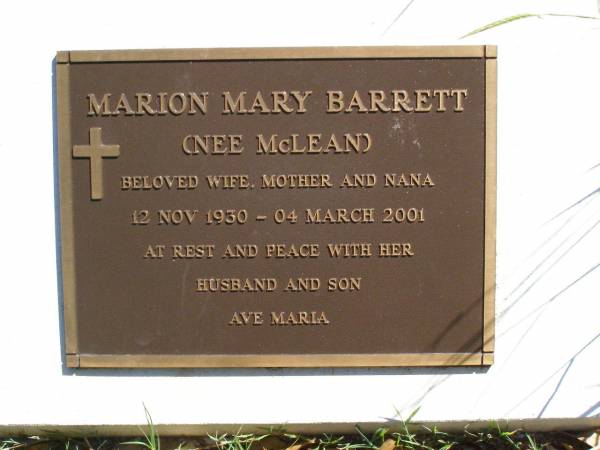 MARION MARY BARRETT
(NEE McLEAN)
BELOVED WIFE, MOTHER AND NANA
12 NOV 1930 – 04 MARCH 2001
AT REST AND PEACE WITH HER
HUSBAND AND SON
AVE MARIA